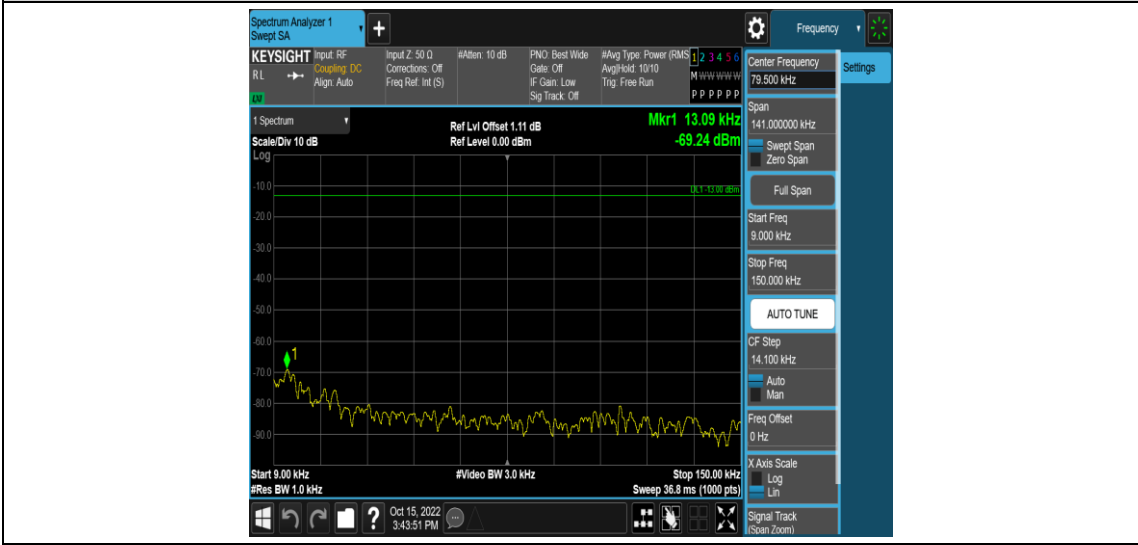 Spectrum Analyzer 1
Swept SA
+
Frequency
KEYSIGHT
RL
LXI
Input: RF
Coupling: DC
Align: Auto
Input Z: 50 Ω
Corrections: Off
Freq Ref: Int (S)
#Atten: 10 dB
PNO: Best Wide
Gate: Off
IF Gain: Low
Sig Track: Off
#Avg Type: Power (RMS
Avg|Hold: 10/10
Trig: Free Run
1 2 3 4 5 6
M W W W W W
P P P P P P
Settings
Center Frequency
79.500 kHz
Span
141.000000 kHz
Swept Span
Zero Span
Full Span
Start Freq
9.000 kHz
Stop Freq
150.000 kHz
AUTO TUNE
CF Step
14.100 kHz
Auto
Man
Freq Offset
0 Hz
X Axis Scale
Log
Lin
Signal Track
(Span Zoom)
1 Spectrum
Scale/Div 10 dB
Log
Ref Lvl Offset 1.11 dB
Ref Level 0.00 dBm
Mkr1 13.09 kHz
-69.24 dBm
DL1 -13.00 dBm
-10.0
-20.0
-30.0
-40.0
-50.0
-60.0
-70.0
-80.0
-90.0
1
Start 9.00 kHz
#Res BW 1.0 kHz
#Video BW 3.0 kHz
Stop 150.00 kHz
Sweep 36.8 ms (1000 pts)
?
Oct 15, 2022
3:43:51 PM